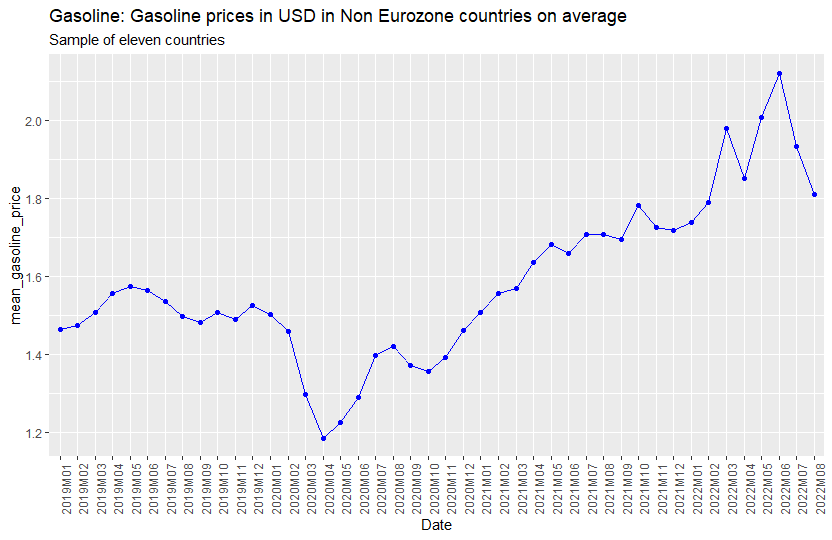 Gasoline: Gasoline prices in USD in Non Eurozone countries on average
Sample of eleven countries
mean_gasoline_price
2.0
1.8
1.6
1.4
1.2
2019M01
2019M02
2019M03
2019M04
2019M05
2019M06
2019M07
2019M08
2019M09
2019M10
2019M11
2019M12
2020M01
2020M02
2020M03
2020M04
2020M05
2020M06
2020M07
2020M08
2020M09
2020M10
2020M11
2020M12
2021M01
2021M02
2021M03
2021M04
2021M05
2021M06
2021M07
2021M08
2021M09
2021M10
2021M11
2021M12
2022M01
2022M02
2022M03
2022M04
2022M05
2022M06
2022M07
2022M08
Date